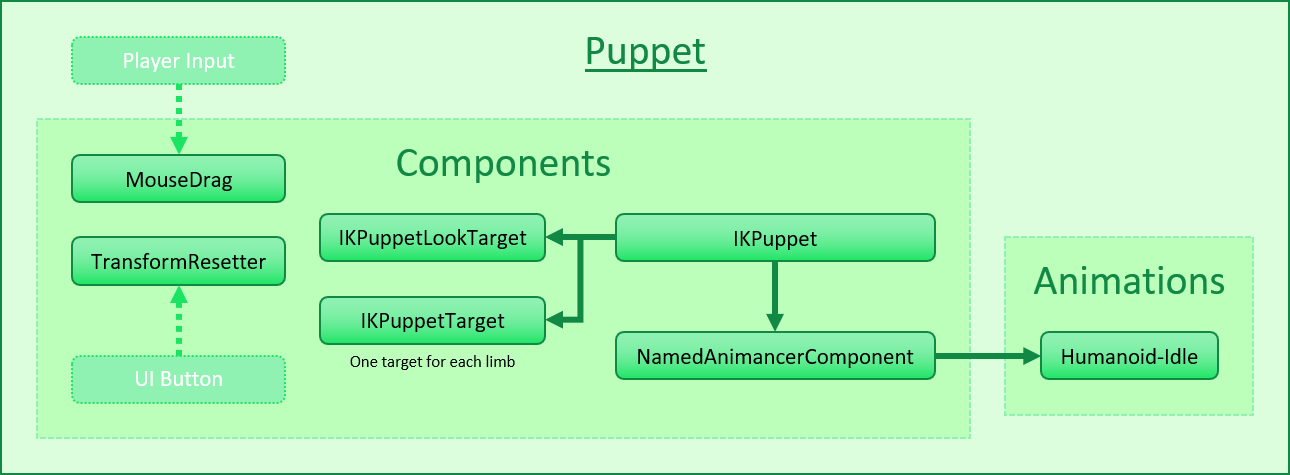 Puppet
Player Input
Components
MouseDrag
TransformResetter
UI Button
IKPuppetLookTarget
IKPuppetTarget
One target for each limb
IKPuppet
NamedAnimancerComponent
Animations
Humanoid-Idle